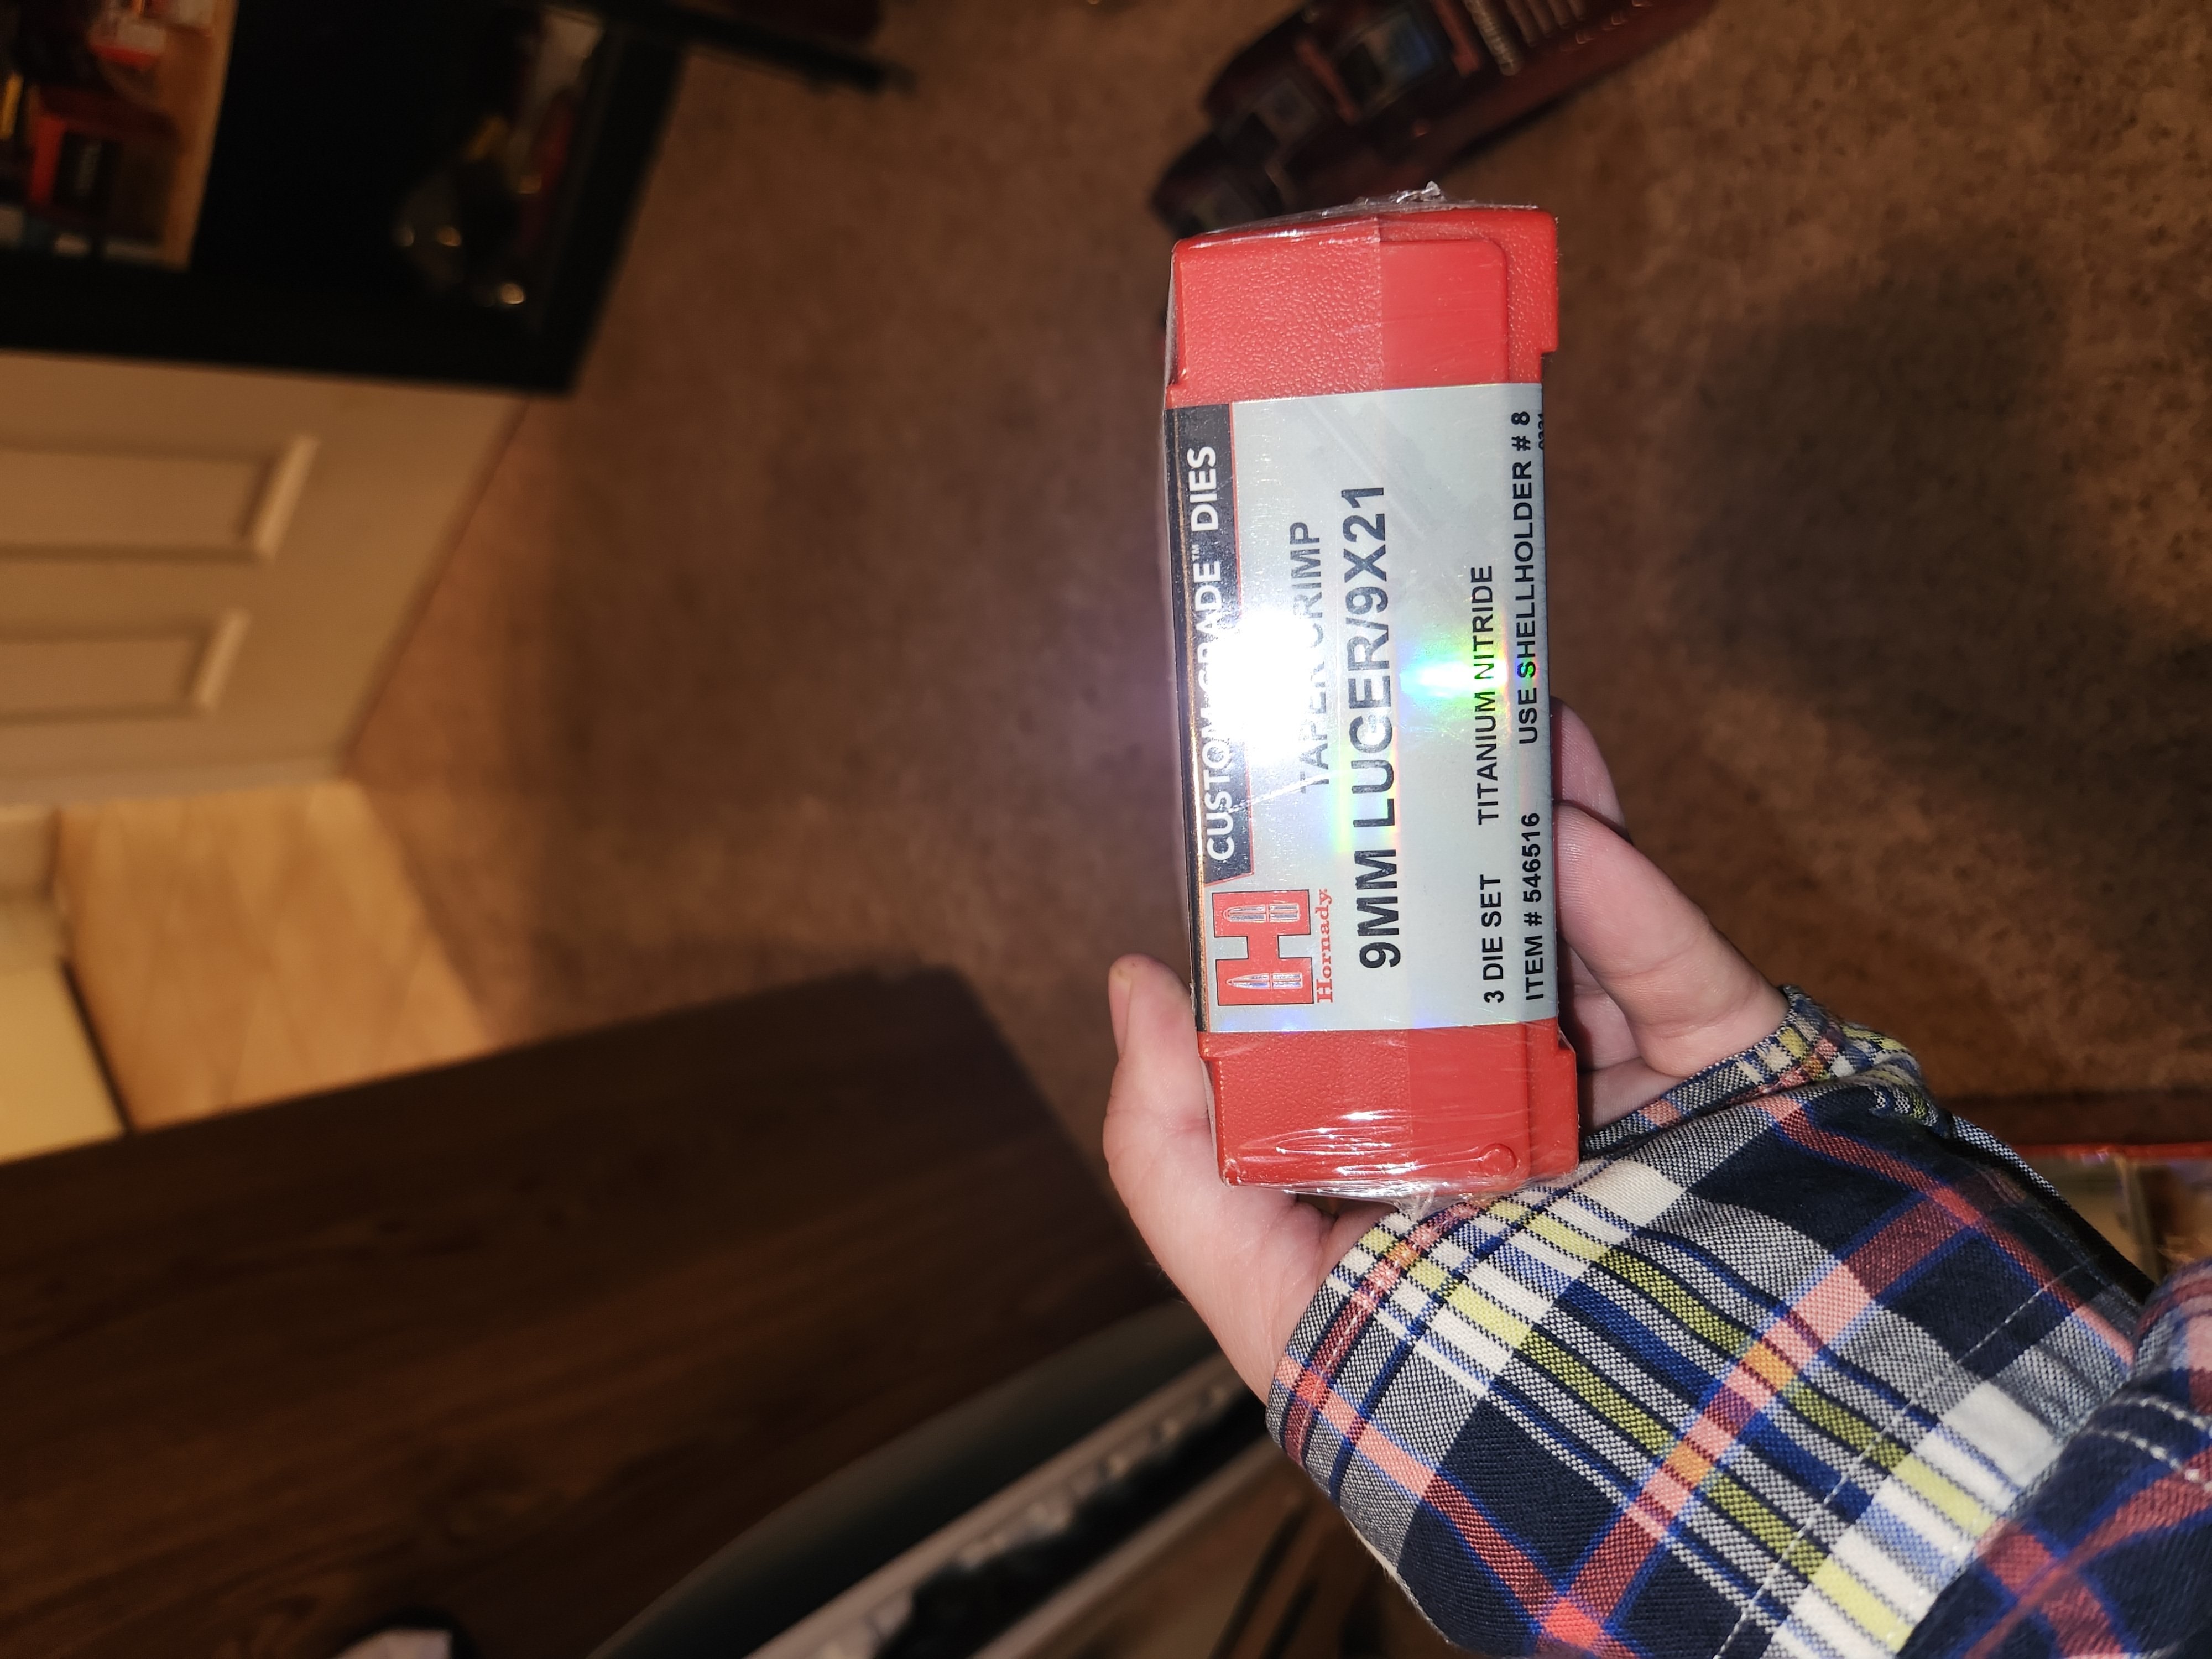 CUSTOM GRADE™ DIES
Hornady.
TAPER CRIMP
9MM LUGER/9X21
3 DIE SET TITANIUM NITRIDE
ITEM # 546516 USE SHELLHOLDER # 8